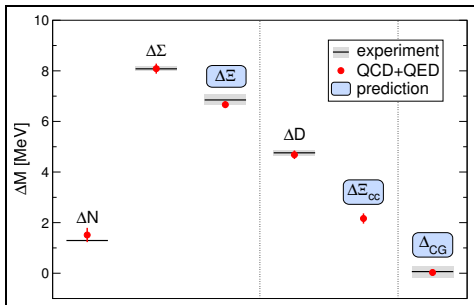 10
8
6
4
2
0
ΔM [MeV]
ΔN
ΔΣ
ΔΞ
ΔD
ΔΞcc
ΔCG
experiment
QCD+QED
prediction